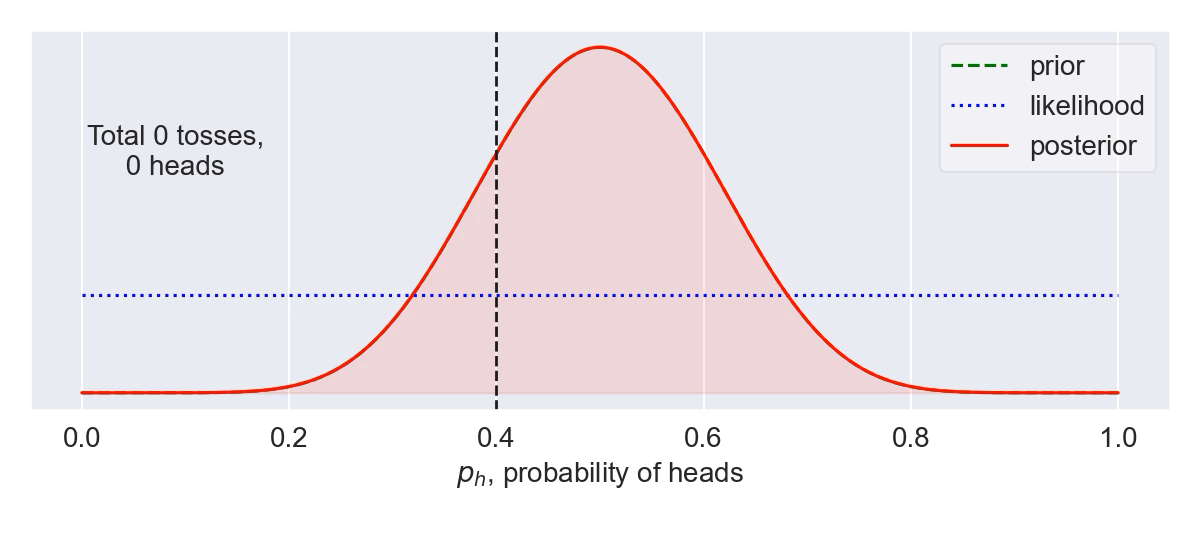 Total 0 tosses,
0 heads
prior
likelihood
posterior
0.0 0.2 0.4 0.6 0.8 1.0
pₕ, probability of heads